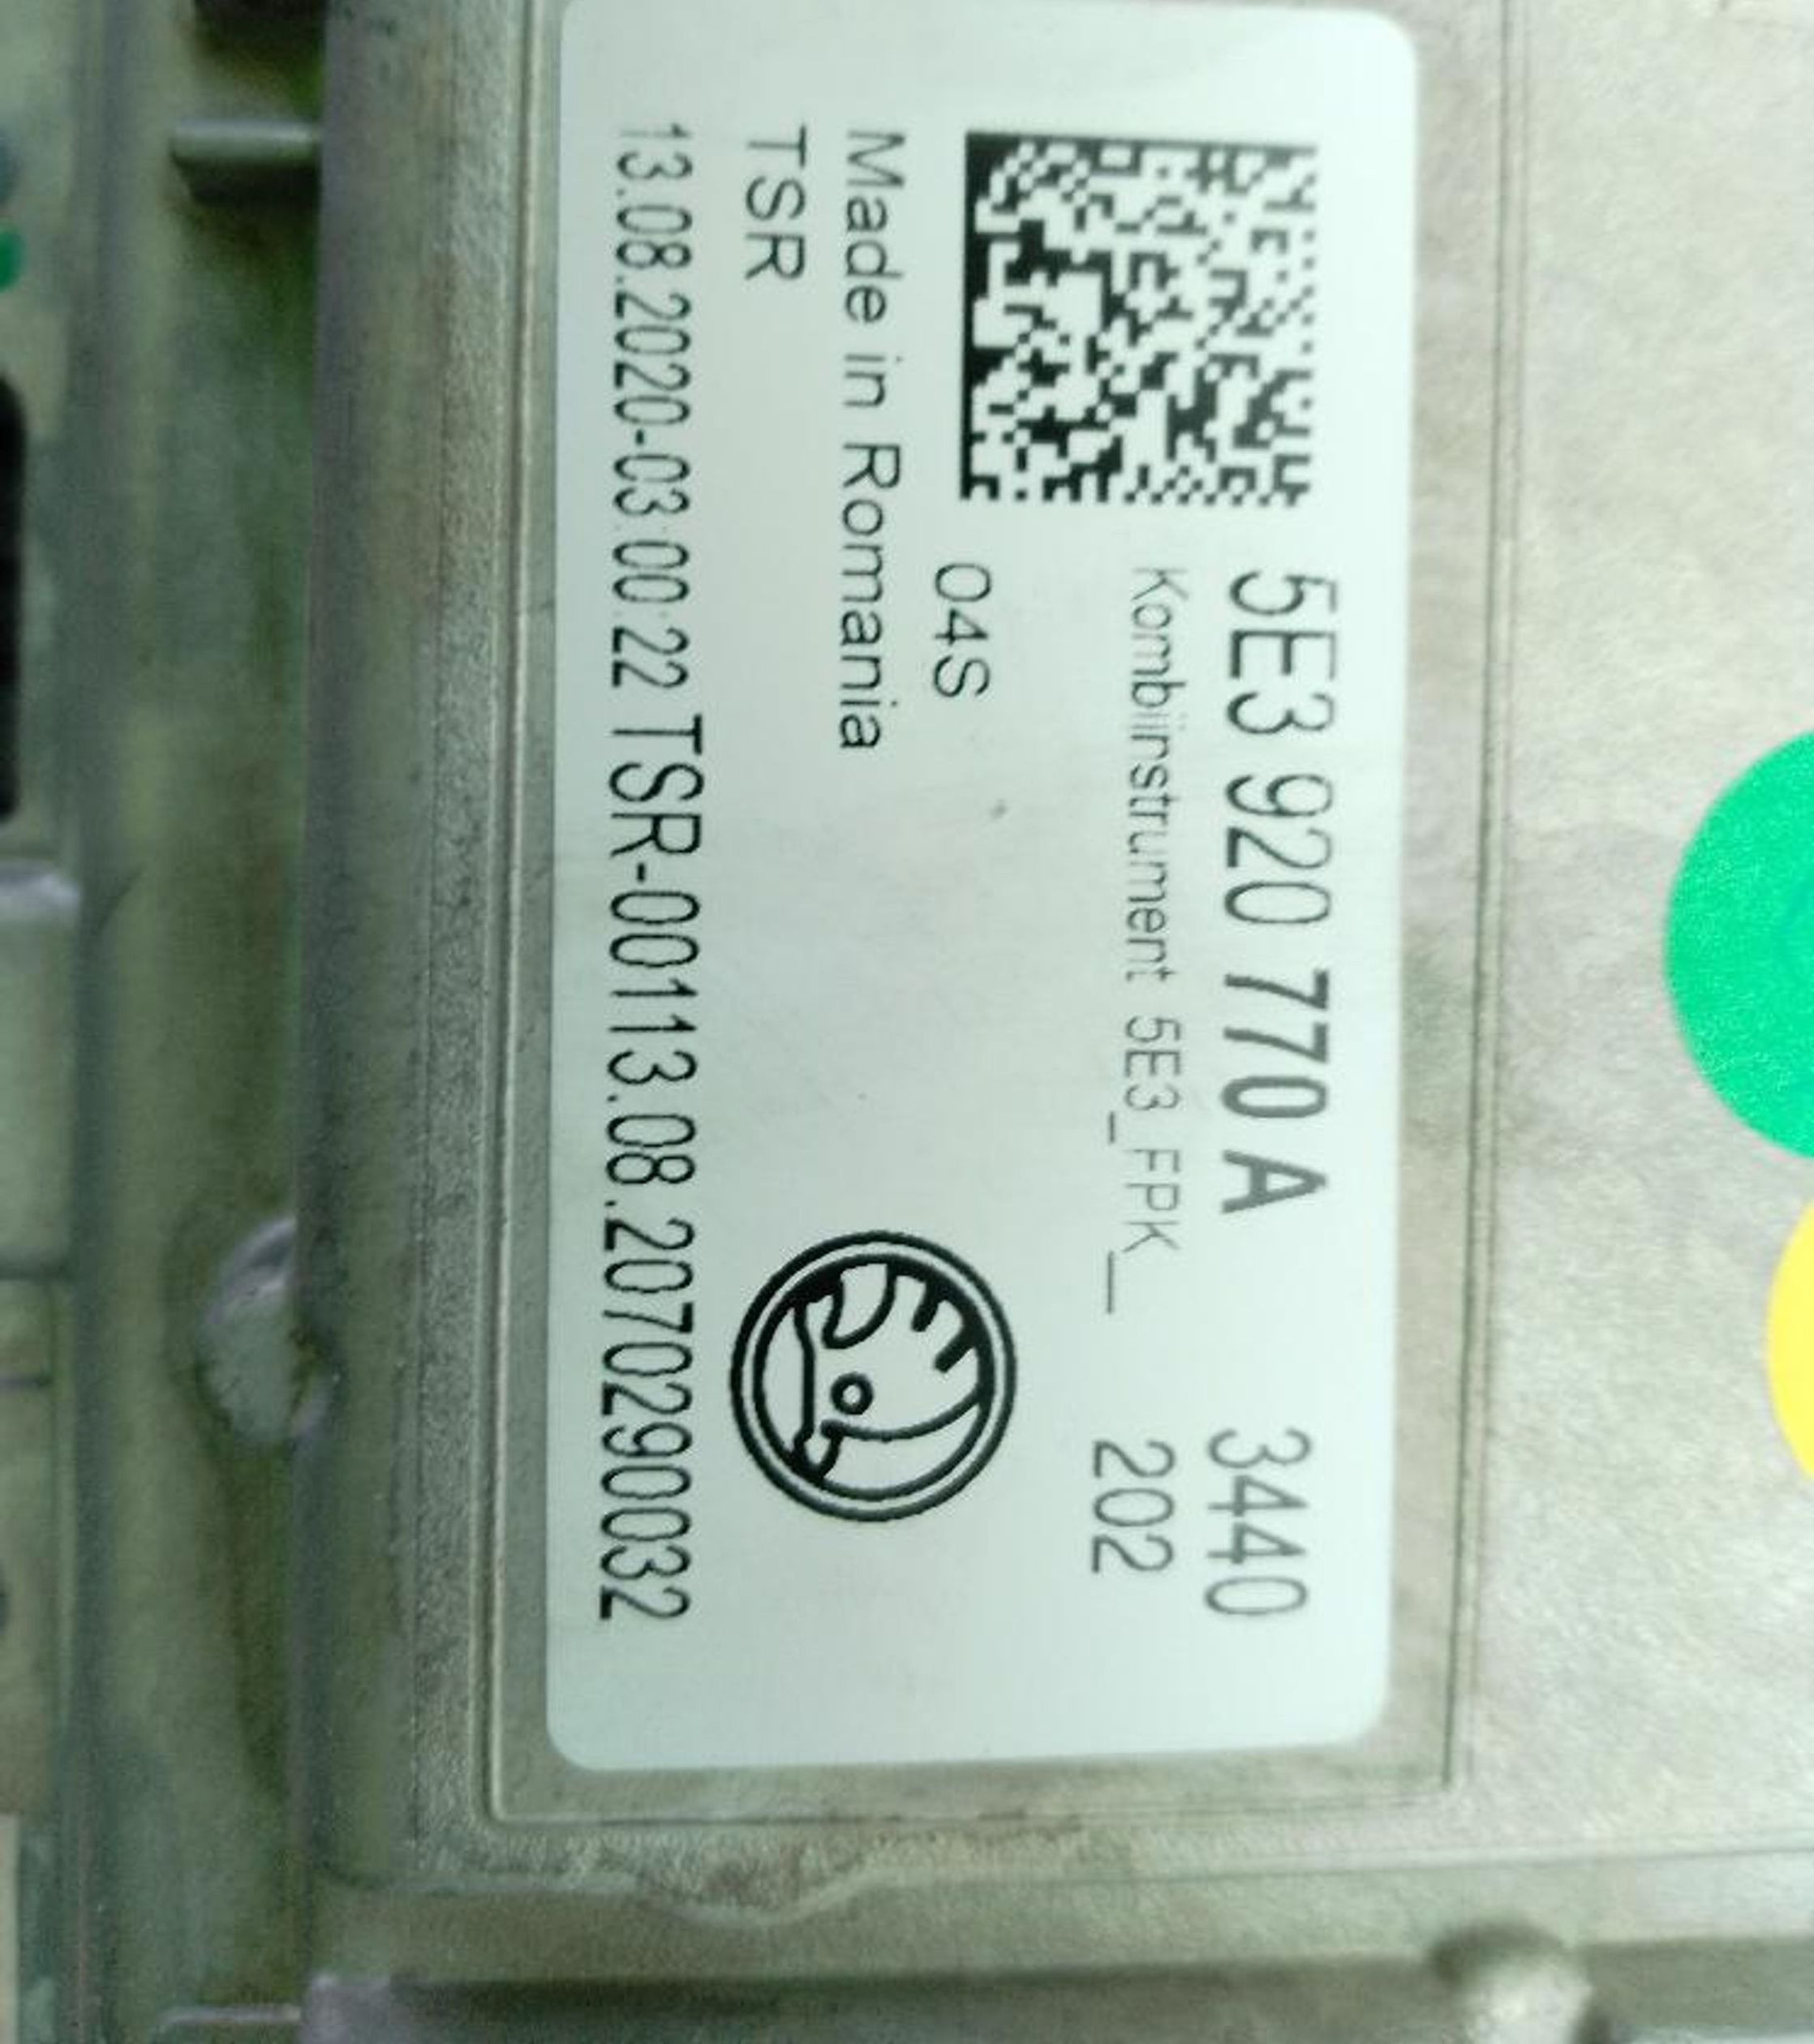 5E3 920 770 A 3440
Kombiinstrument 5E3_FPK__ 202
04S
Made in Romania
TSR
13.08.2020-03:00:22 TSR-00113.08.2070290032